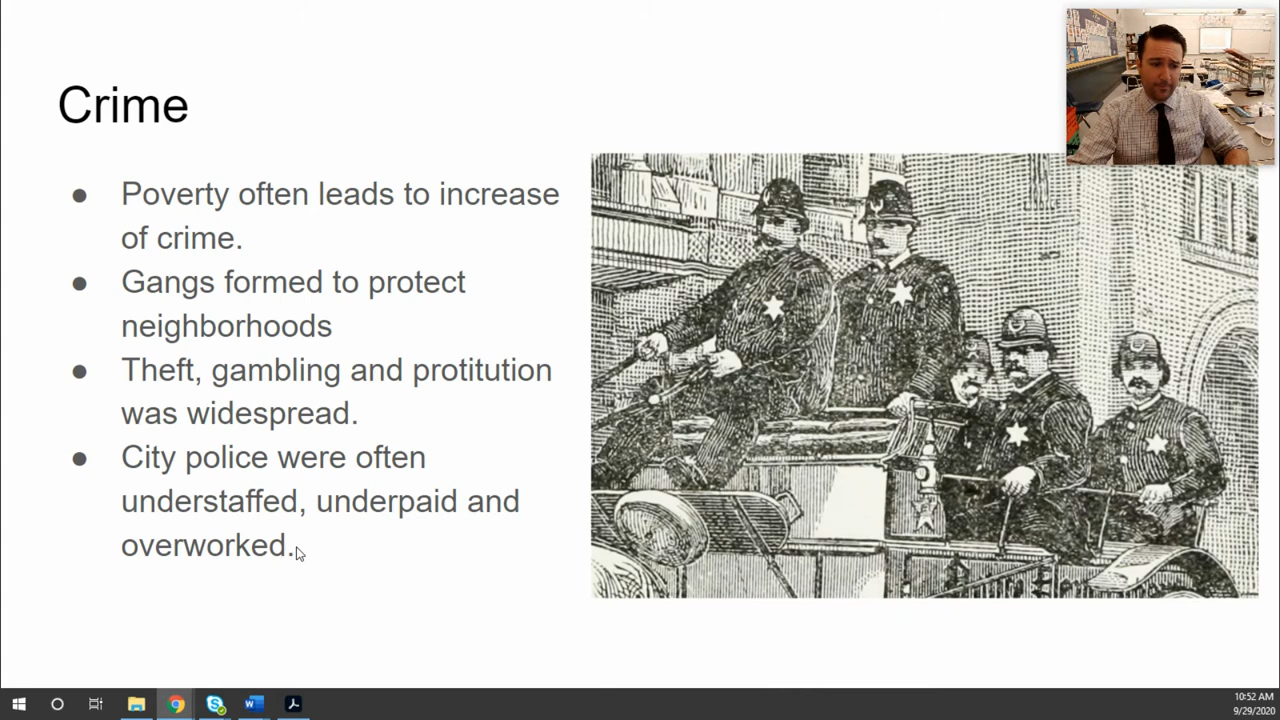 Crime
● Poverty often leads to increase
of crime.
● Gangs formed to protect
neighborhoods
● Theft, gambling and protitution
was widespread.
● City police were often
understaffed, underpaid and
overworked.
10:52 AM
9/29/2020